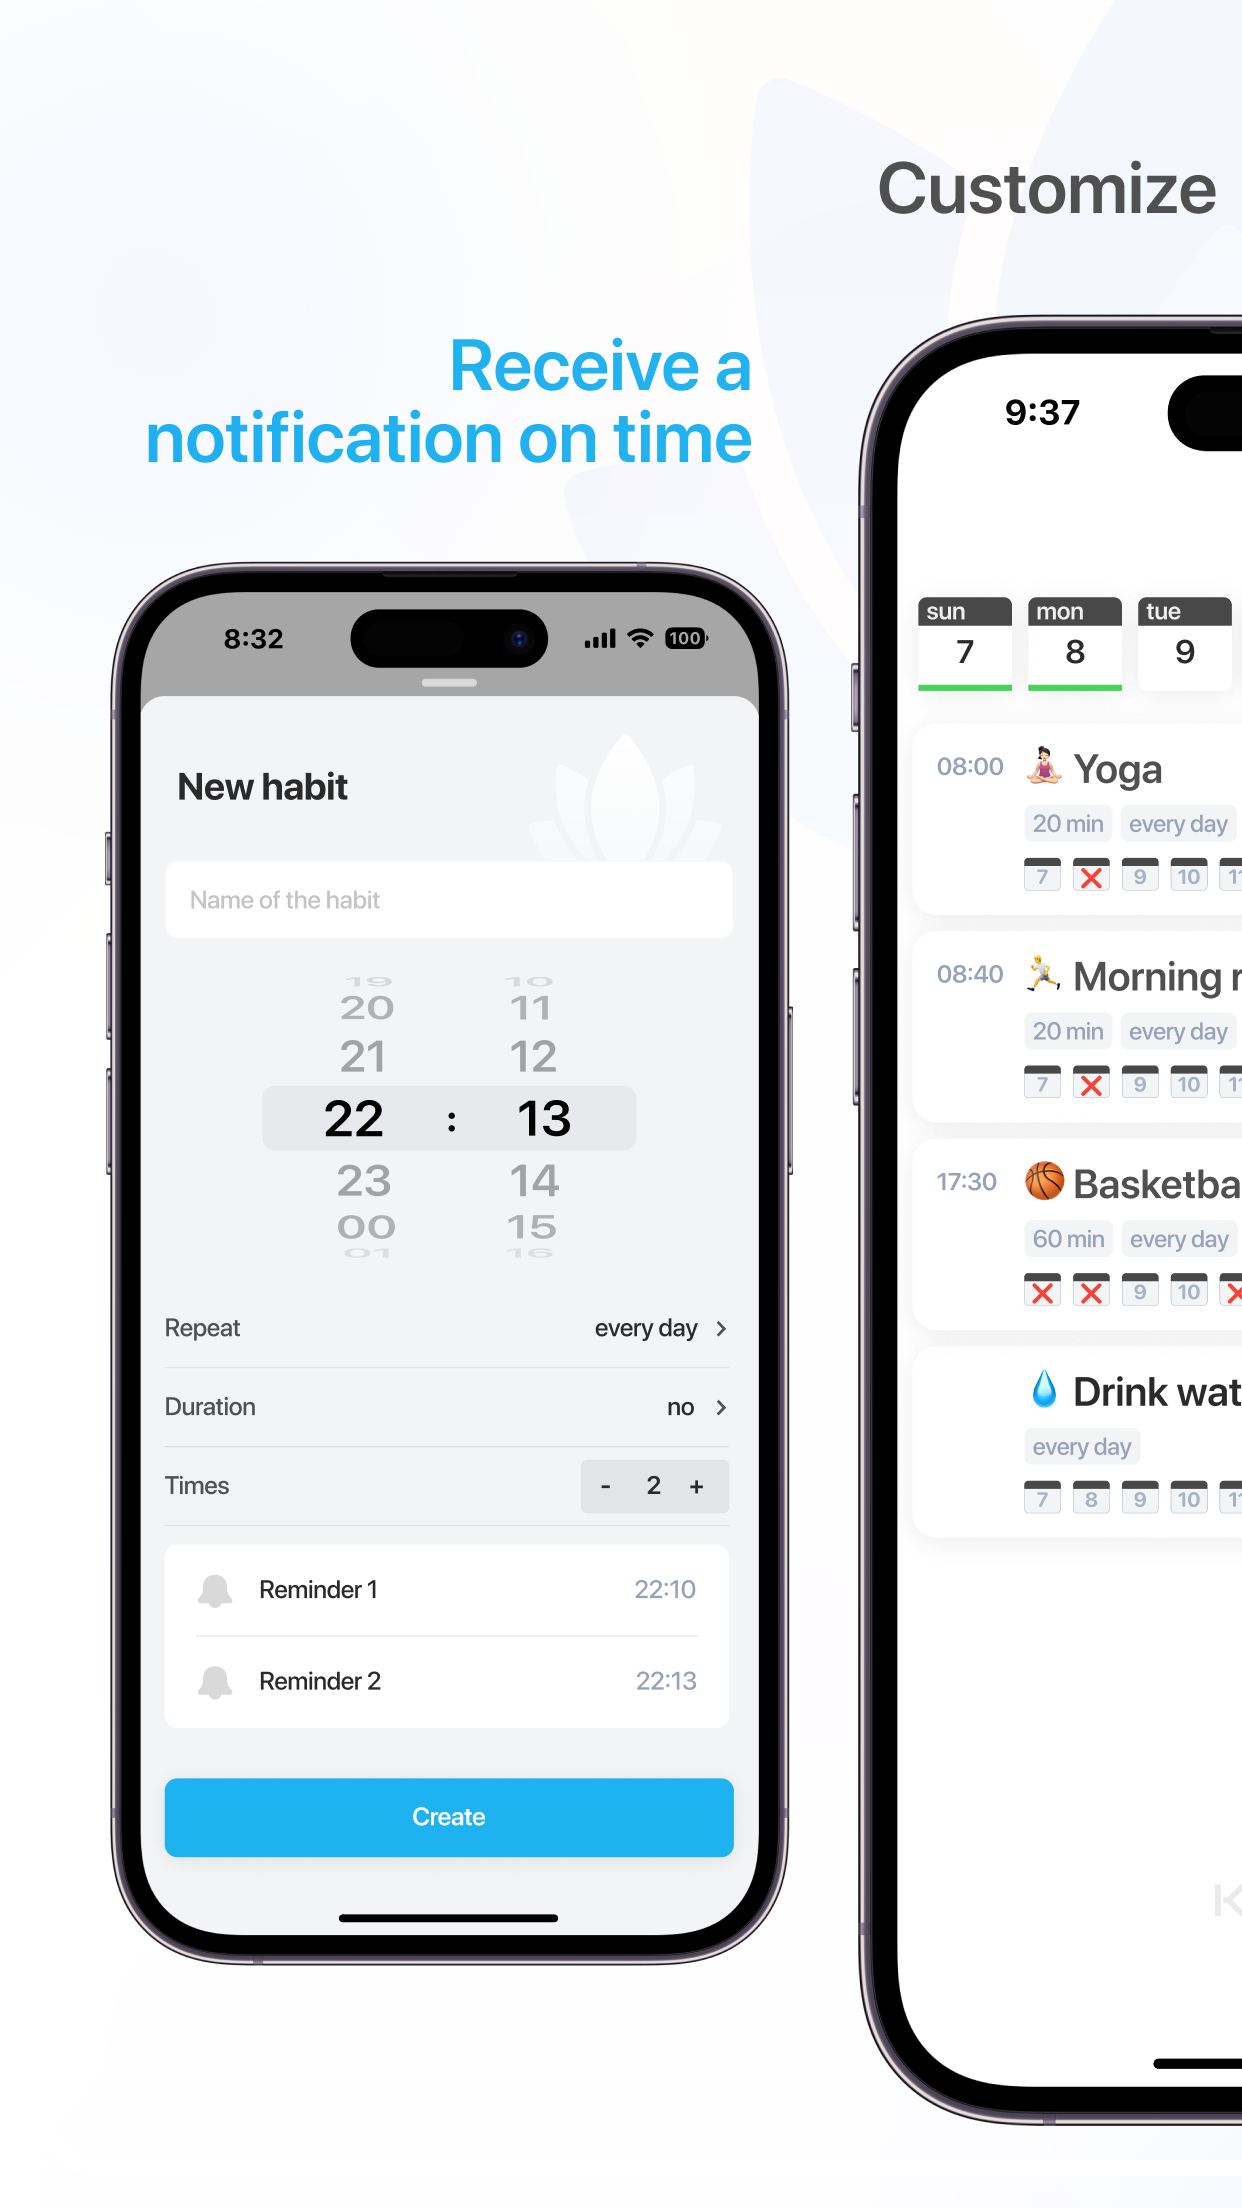 Customize
Receive a
notification on time
8:32
100
New habit
Name of the habit
19 10
20 11
21 12
22 : 13
23 14
00 15
01 16
Repeat every day
Duration no
Times - 2 +
Reminder 1 22:10
Reminder 2 22:13
Create
9:37
sun mon tue
7 8 9
08:00 Yoga
20 min every day
7 9 10 11
08:40 Morning r
20 min every day
7 9 10 11
17:30 Basketba
60 min every day
9 10
Drink wat
every day
7 8 9 10 11
K